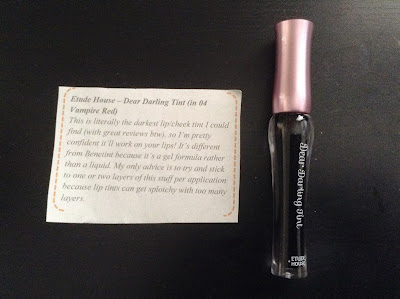 Etude House – Dear Darling Tint (in 04
Vampire Red)
This is literally the darkest lip/cheek tint I could
find (with great reviews btw), so I'm pretty
confident it'll work on your lips! It's different
from Benetint because it's a gel formula rather
than a liquid. My only advice is to try and stick
to one or two layers of this stuff per application
because lip tints can get splotchy with too many
layers.
Dear Darling Tint
ETUDE
HOUSE